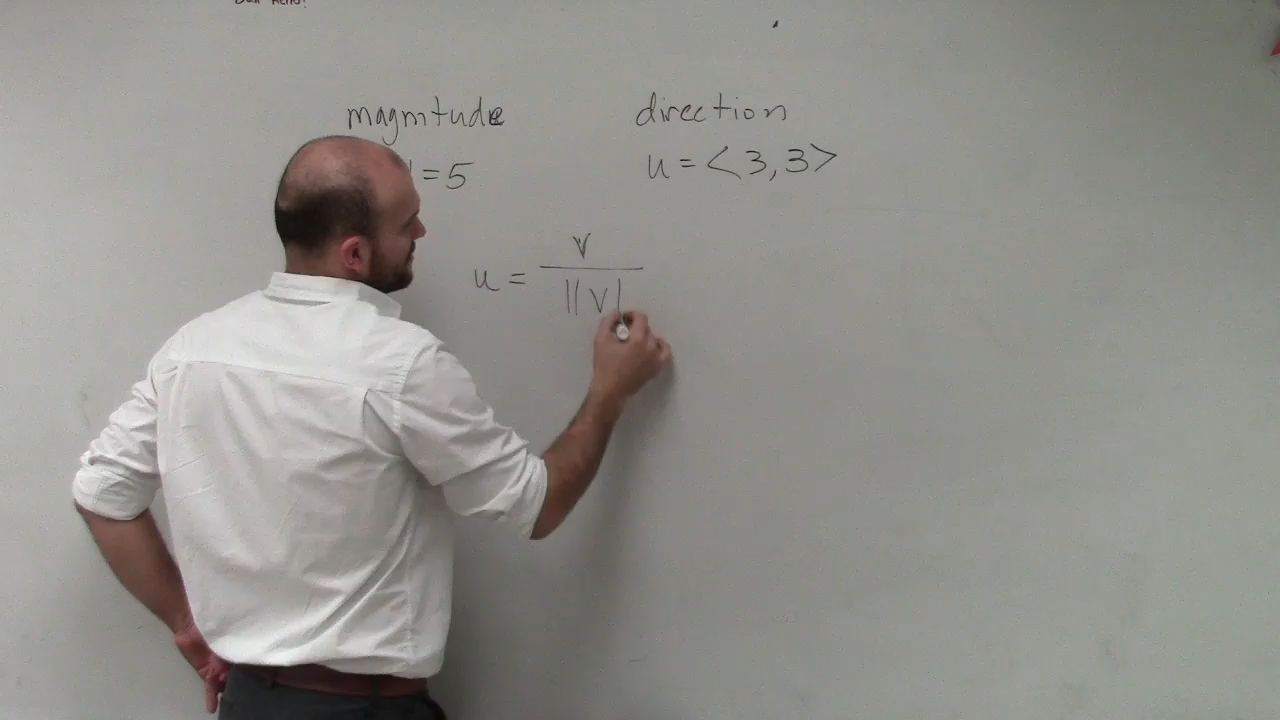 magnitude direction
= 5 u = <3,3>
u = v
||v|